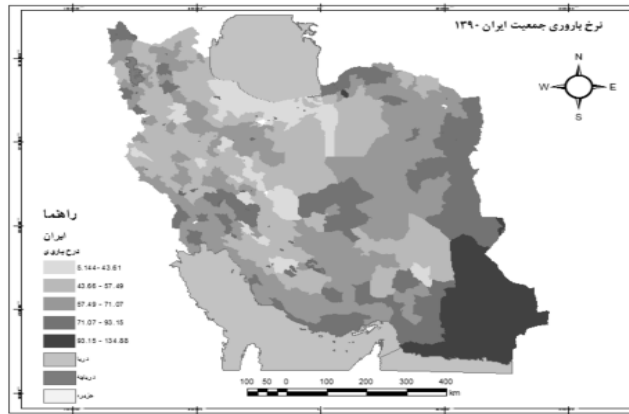 نرخ باروری جمعیت ایران ۱۳۹۰
N
W E
S
راهنما
ایران
نرخ باروری
5.144 - 43.61
43.66 - 57.49
57.49 - 71.07
71.07 - 93.15
93.15 - 134.88
دریا
دریاچه
جزیره
100 50 0 100 200 300 400
km